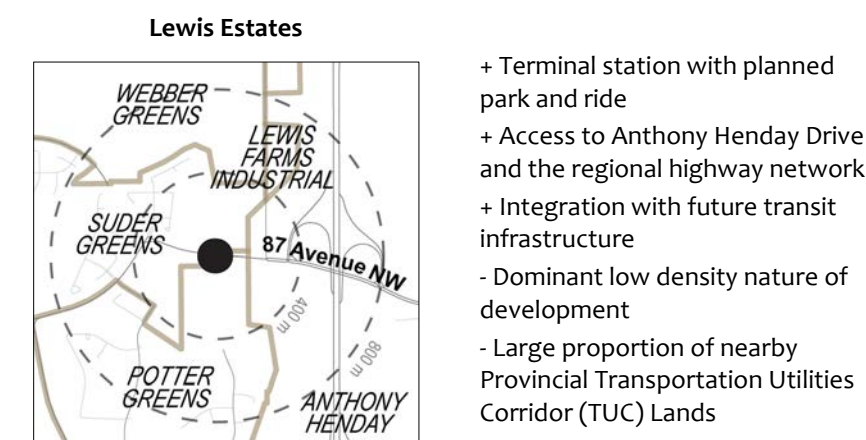 Lewis Estates
WEBBER
GREENS
LEWIS
FARMS
INDUSTRIAL
SUDER
GREENS
87 Avenue NW
400 m
800 m
POTTER
GREENS
ANTHONY
HENDAY
+ Terminal station with planned
park and ride
+ Access to Anthony Henday Drive
and the regional highway network
+ Integration with future transit
infrastructure
- Dominant low density nature of
development
- Large proportion of nearby
Provincial Transportation Utilities
Corridor (TUC) Lands